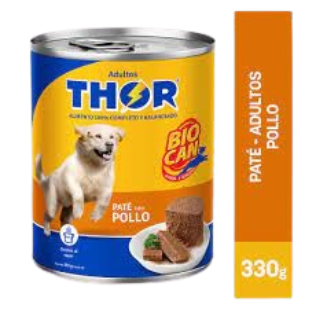 Adultos
THOR
ALIMENTO 100% COMPLETO Y BALANCEADO
BIO
CAN
PATÉ
POLLO
PATÉ - ADULTOS
POLLO
330g